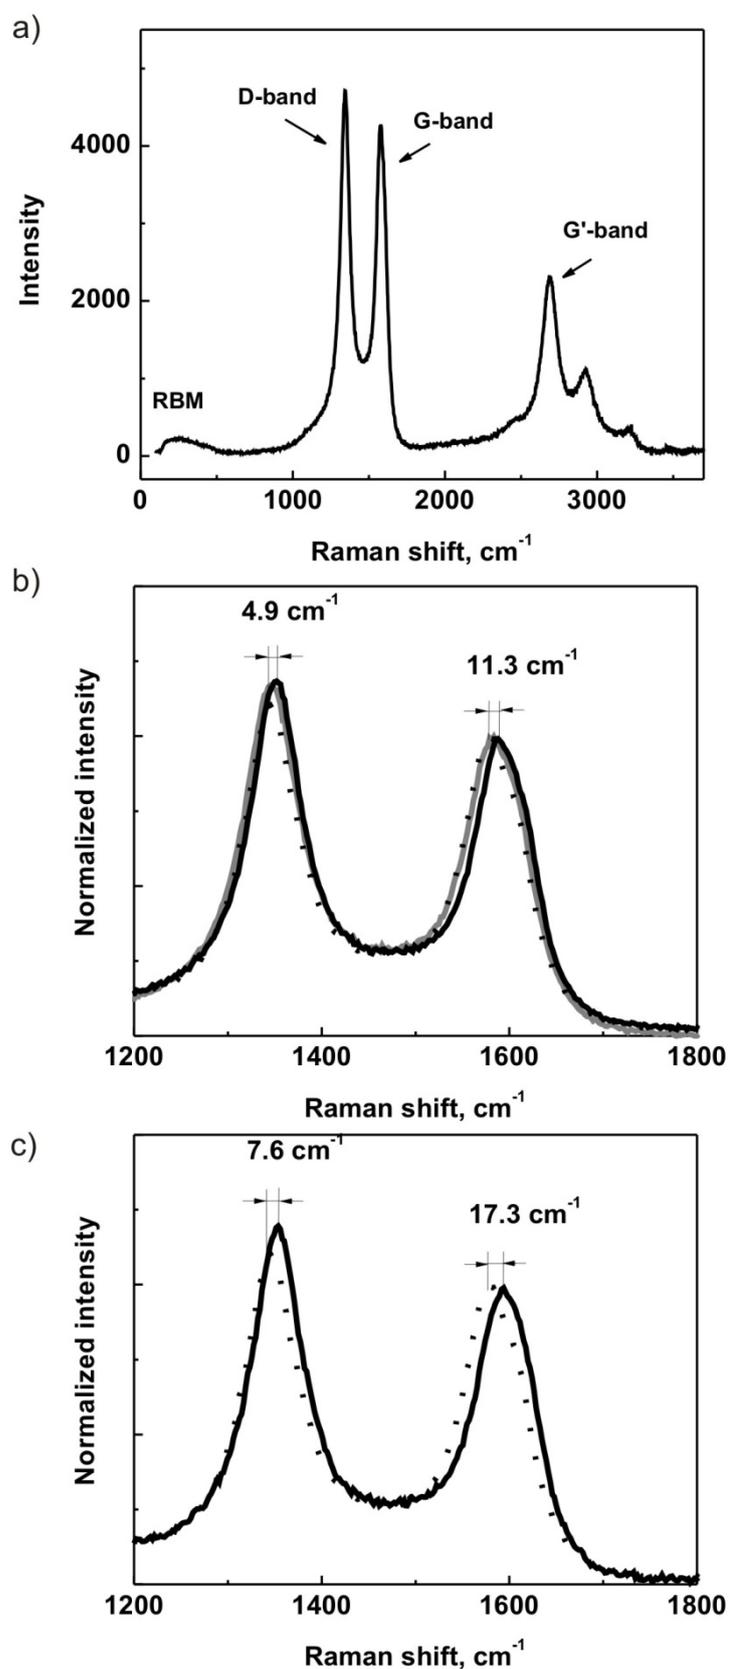 a)
D-band
G-band
G'-band
RBM
Intensity
4000
2000
0
0 1000 2000 3000
Raman shift, cm⁻¹
b)
4.9 cm⁻¹
11.3 cm⁻¹
Normalized intensity
1200 1400 1600 1800
Raman shift, cm⁻¹
c)
7.6 cm⁻¹
17.3 cm⁻¹
Normalized intensity
1200 1400 1600 1800
Raman shift, cm⁻¹